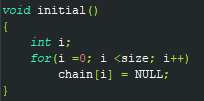 void initial()
{
    int i;
    for(i =0; i <size; i++)
        chain[i] = NULL;
}